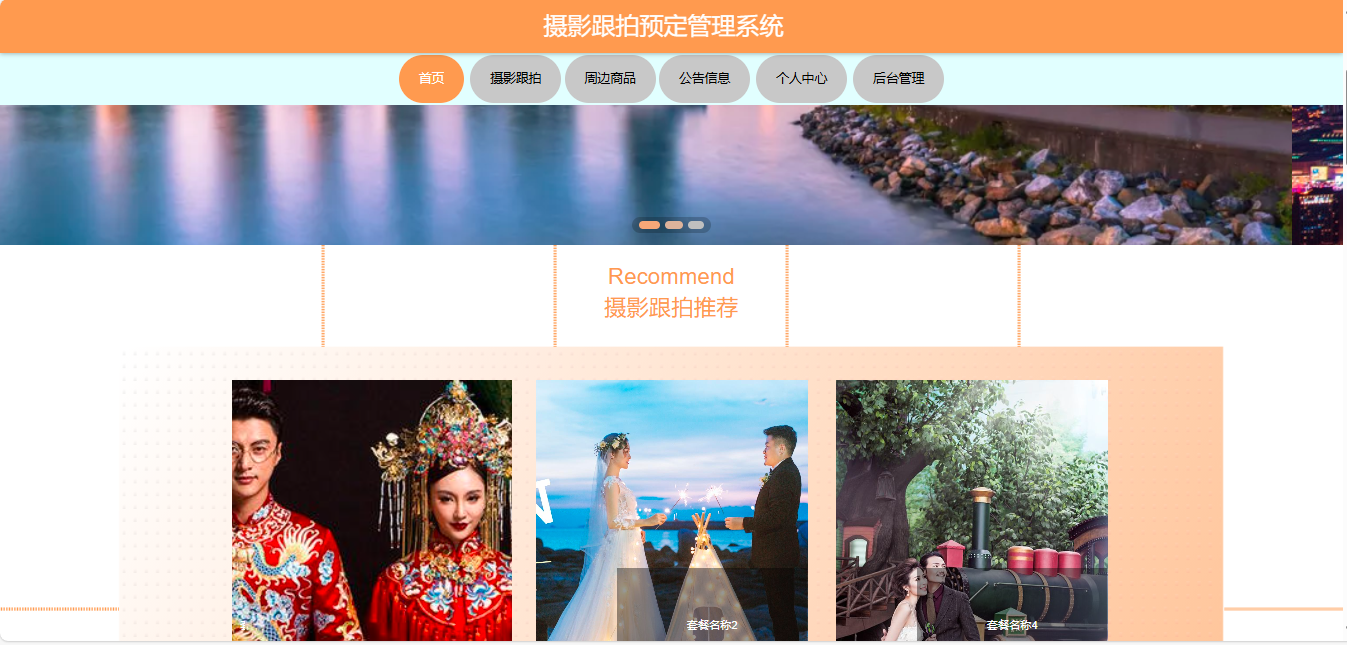 摄影跟拍预定管理系统
首页 摄影跟拍 周边商品 公告信息 个人中心 后台管理
Recommend
摄影跟拍推荐
套餐名称2
套餐名称4